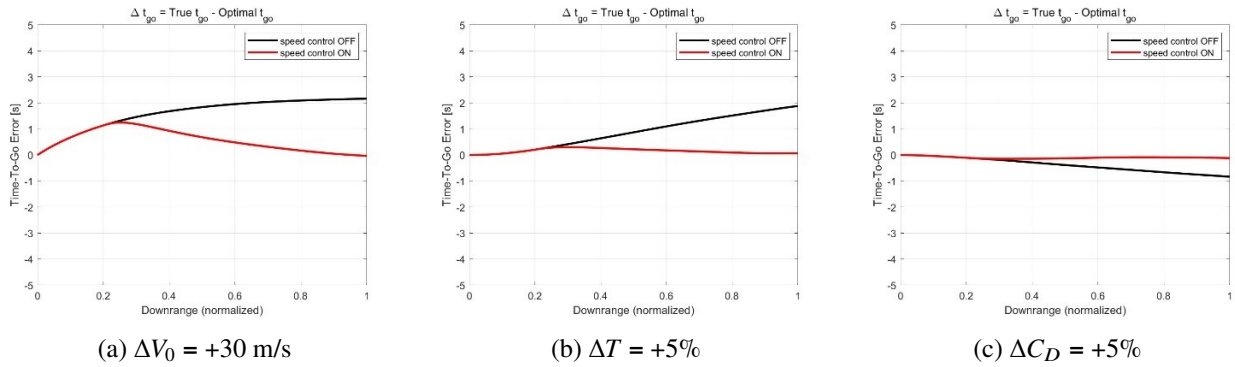 Δ t_go = True t_go - Optimal t_go
5
4
3
2
1
0
-1
-2
-3
-4
-5
Time-To-Go Error [s]
speed control OFF
speed control ON
0 0.2 0.4 0.6 0.8 1
Downrange (normalized)
(a) ΔV₀ = +30 m/s
Δ t_go = True t_go - Optimal t_go
5
4
3
2
1
0
-1
-2
-3
-4
-5
Time-To-Go Error [s]
speed control OFF
speed control ON
0 0.2 0.4 0.6 0.8 1
Downrange (normalized)
(b) ΔT = +5%
Δ t_go = True t_go - Optimal t_go
5
4
3
2
1
0
-1
-2
-3
-4
-5
Time-To-Go Error [s]
speed control OFF
speed control ON
0 0.2 0.4 0.6 0.8 1
Downrange (normalized)
(c) ΔC_D = +5%